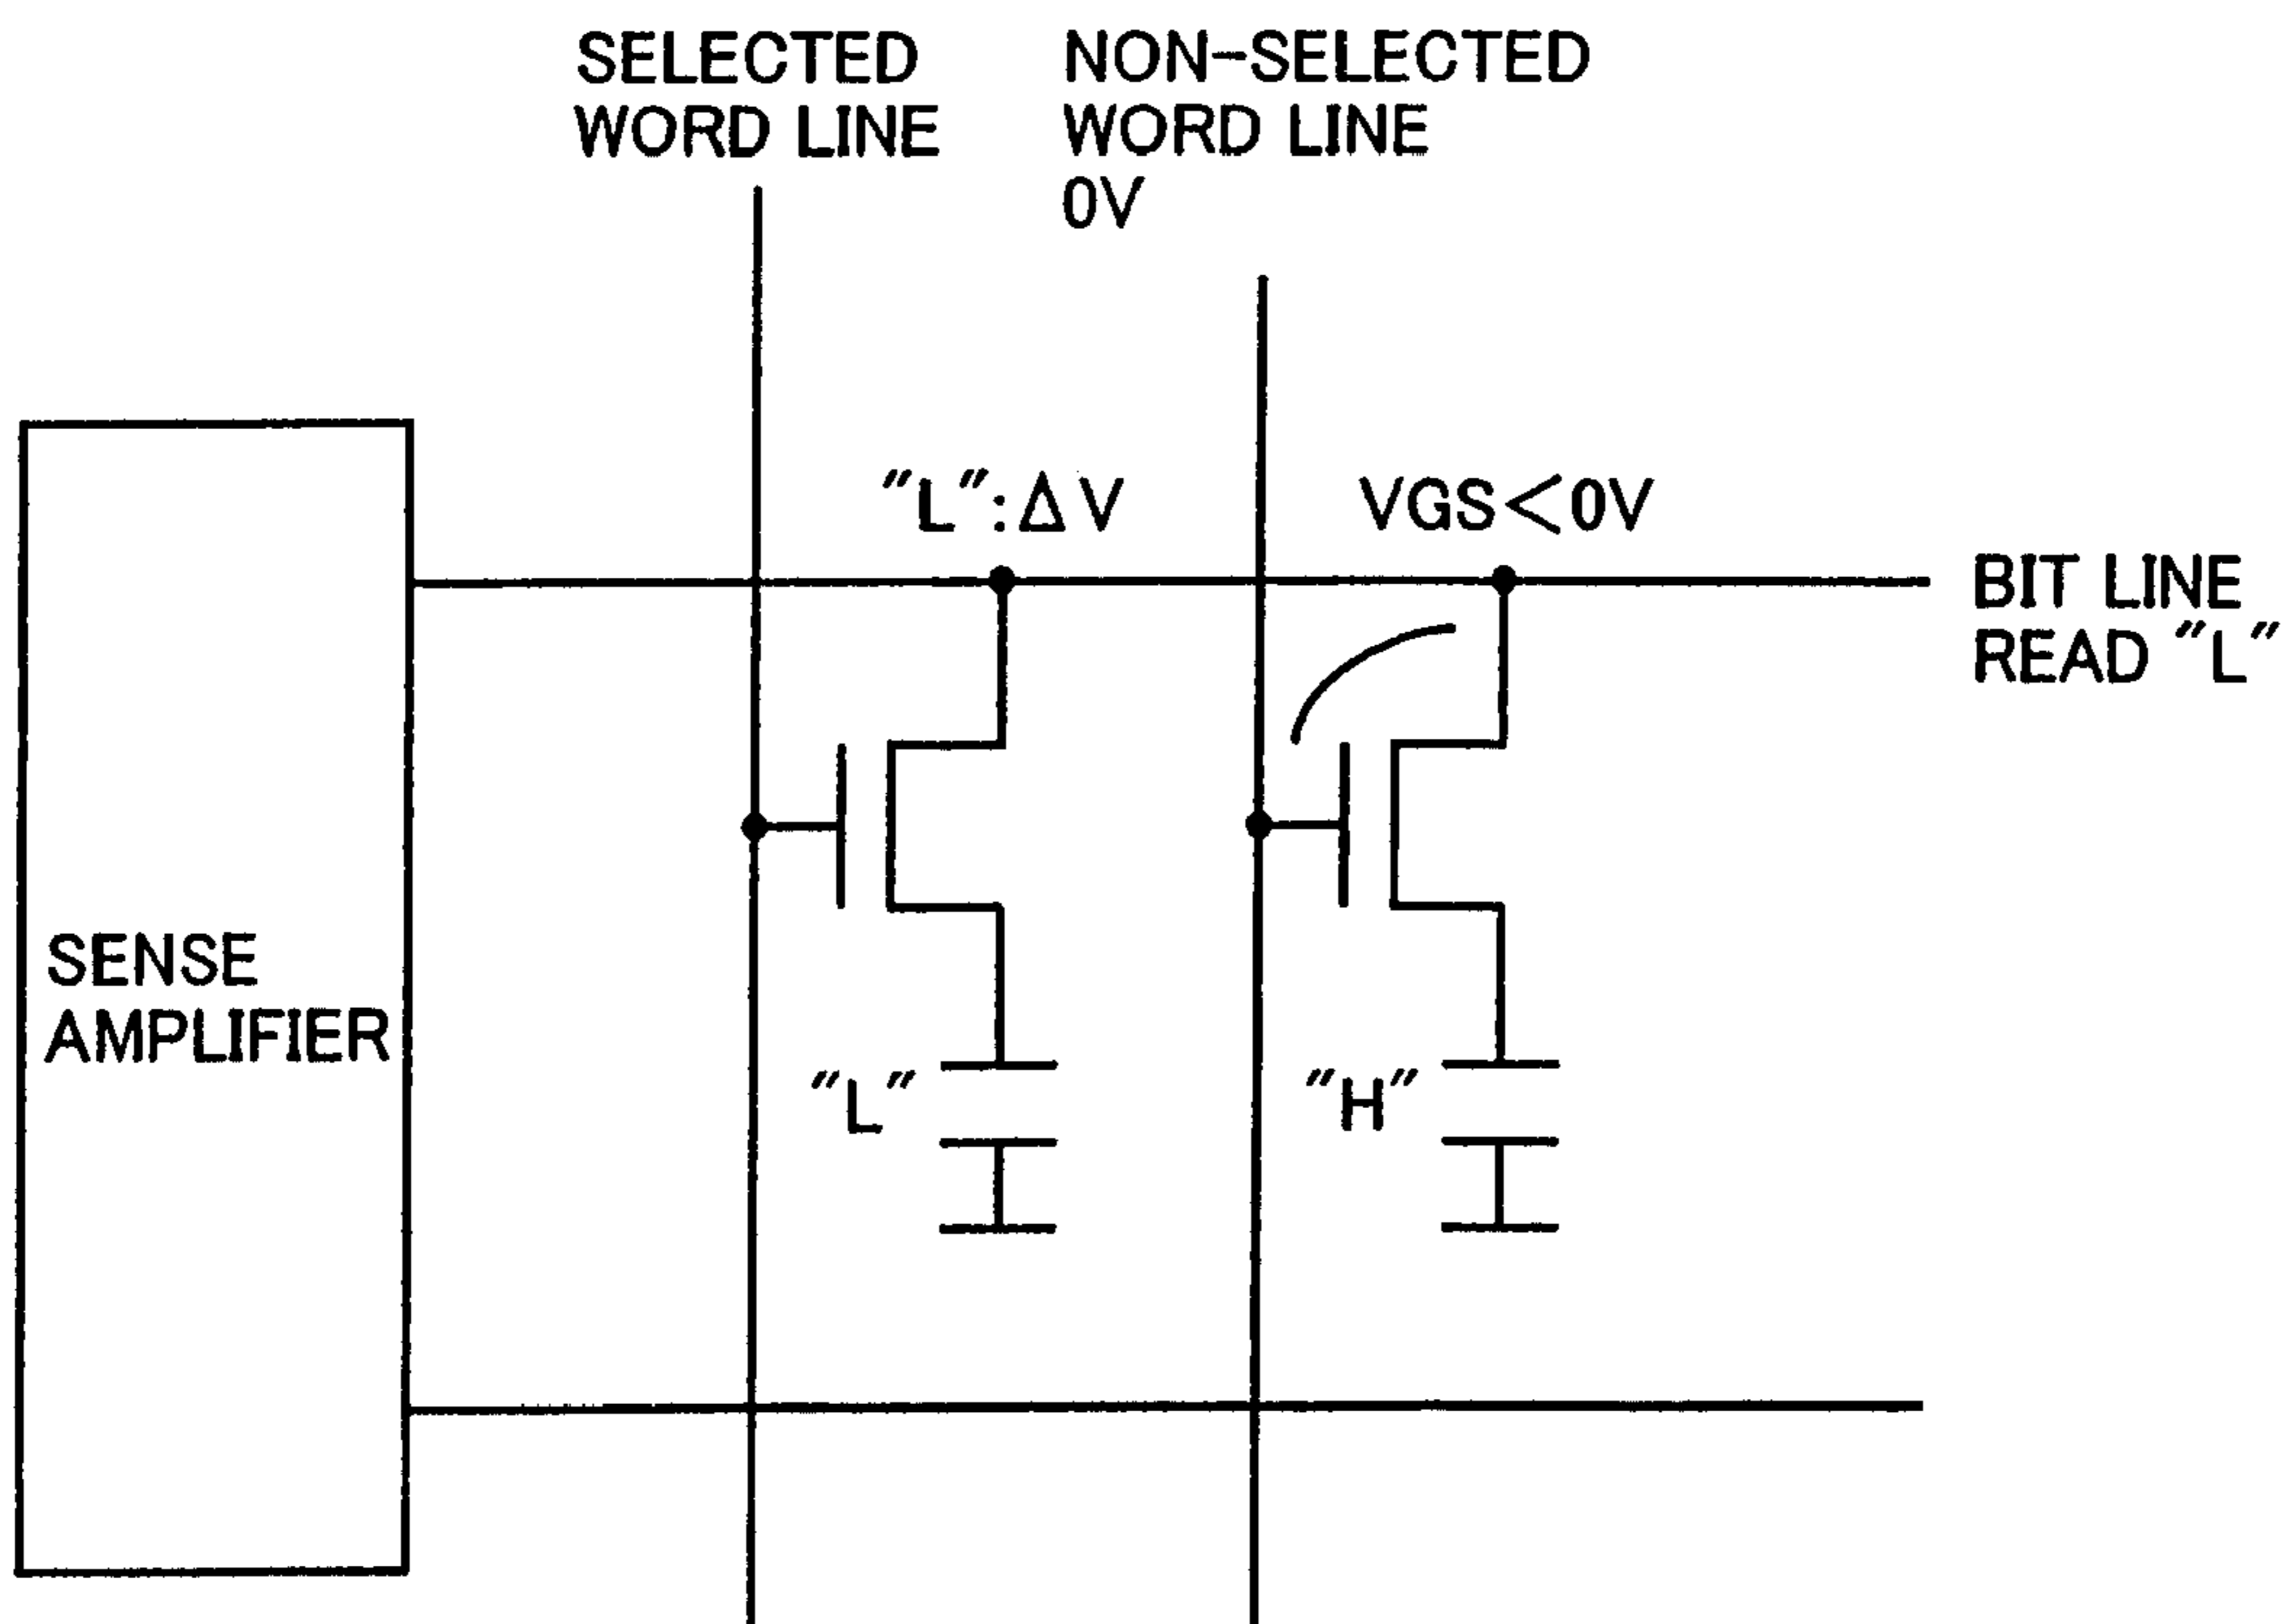 SELECTED
WORD LINE
NON-SELECTED
WORD LINE
0V
"L":ΔV
VGS<0V
BIT LINE
READ "L"
SENSE
AMPLIFIER
"L"
"H"